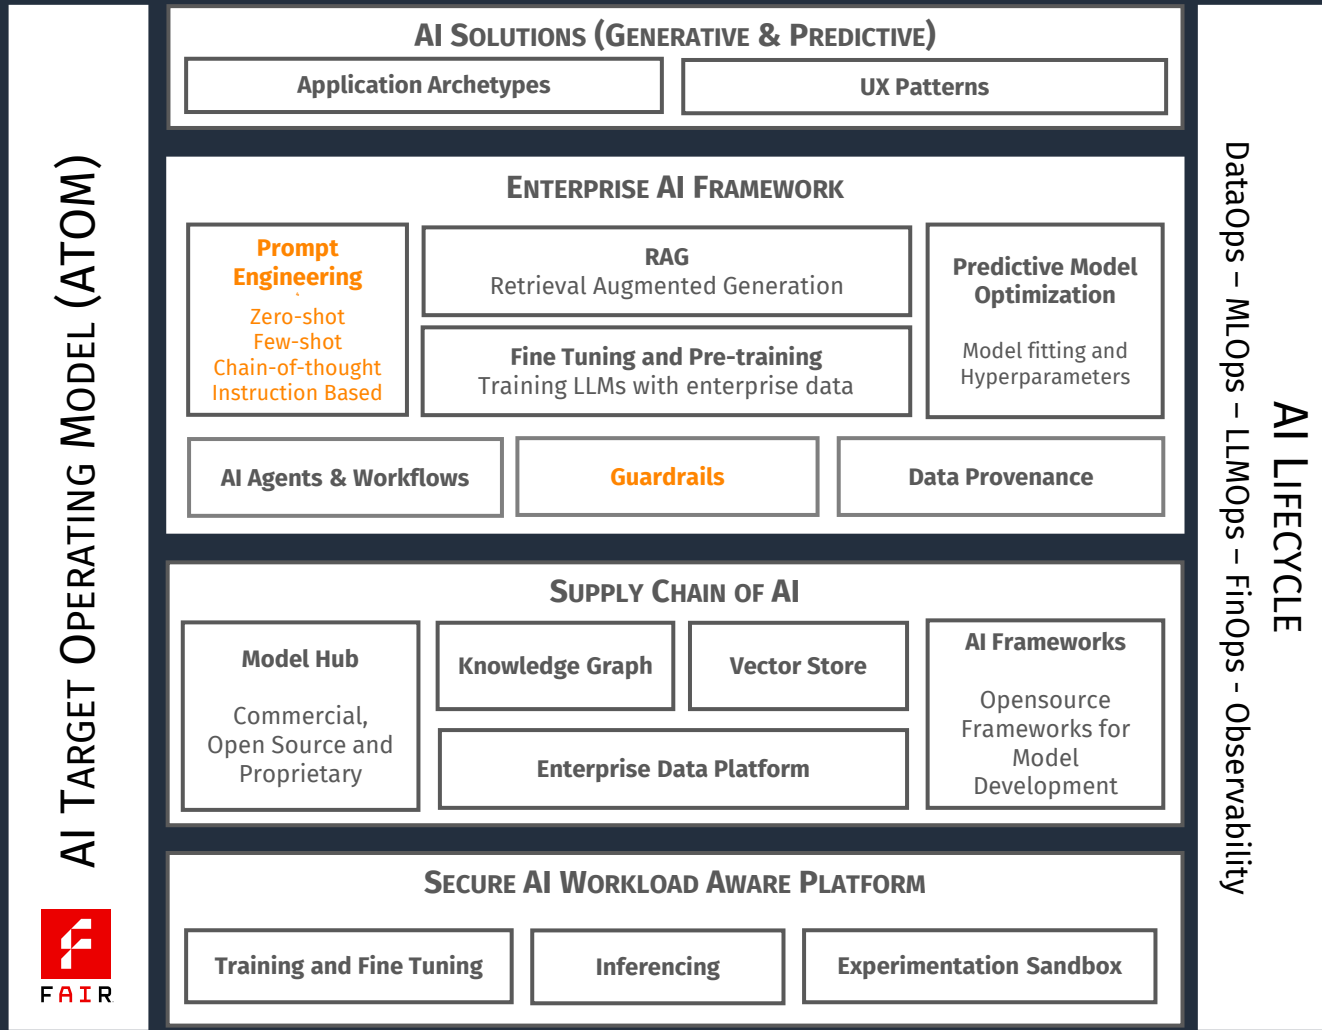 AI TARGET OPERATING MODEL (ATOM)
FAIR
AI SOLUTIONS (GENERATIVE & PREDICTIVE)
Application Archetypes
UX Patterns
ENTERPRISE AI FRAMEWORK
Prompt
Engineering
Zero-shot
Few-shot
Chain-of-thought
Instruction Based
RAG
Retrieval Augmented Generation
Fine Tuning and Pre-training
Training LLMs with enterprise data
Predictive Model
Optimization
Model fitting and
Hyperparameters
AI Agents & Workflows
Guardrails
Data Provenance
SUPPLY CHAIN OF AI
Model Hub
Commercial,
Open Source and
Proprietary
Knowledge Graph
Vector Store
Enterprise Data Platform
AI Frameworks
Opensource
Frameworks for
Model
Development
SECURE AI WORKLOAD AWARE PLATFORM
Training and Fine Tuning
Inferencing
Experimentation Sandbox
AI LIFECYCLE
DataOps – MLOps – LLMOps – FinOps - Observability